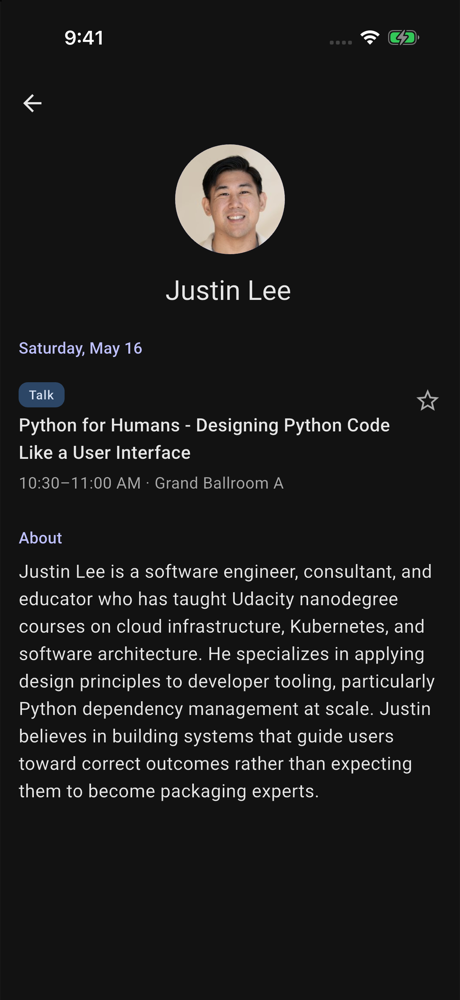 9:41
Justin Lee
Saturday, May 16
Talk
Python for Humans - Designing Python Code
Like a User Interface
10:30–11:00 AM · Grand Ballroom A
About
Justin Lee is a software engineer, consultant, and
educator who has taught Udacity nanodegree
courses on cloud infrastructure, Kubernetes, and
software architecture. He specializes in applying
design principles to developer tooling, particularly
Python dependency management at scale. Justin
believes in building systems that guide users
toward correct outcomes rather than expecting
them to become packaging experts.